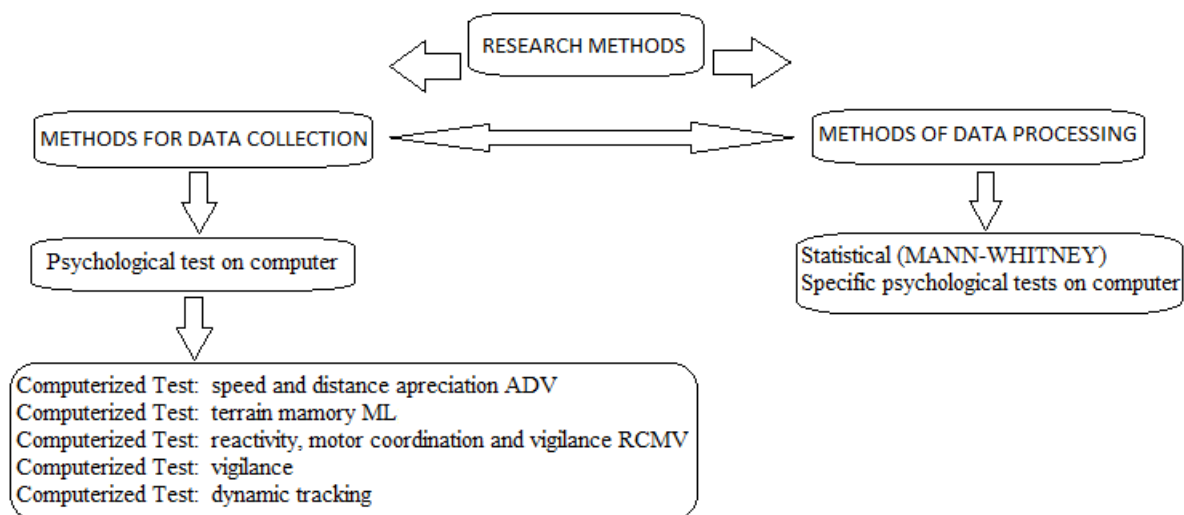 RESEARCH METHODS
METHODS FOR DATA COLLECTION
METHODS OF DATA PROCESSING
Psychological test on computer
Statistical (MANN-WHITNEY)
Specific psychological tests on computer
Computerized Test: speed and distance apreciation ADV
Computerized Test: terrain mamory ML
Computerized Test: reactivity, motor coordination and vigilance RCMV
Computerized Test: vigilance
Computerized Test: dynamic tracking